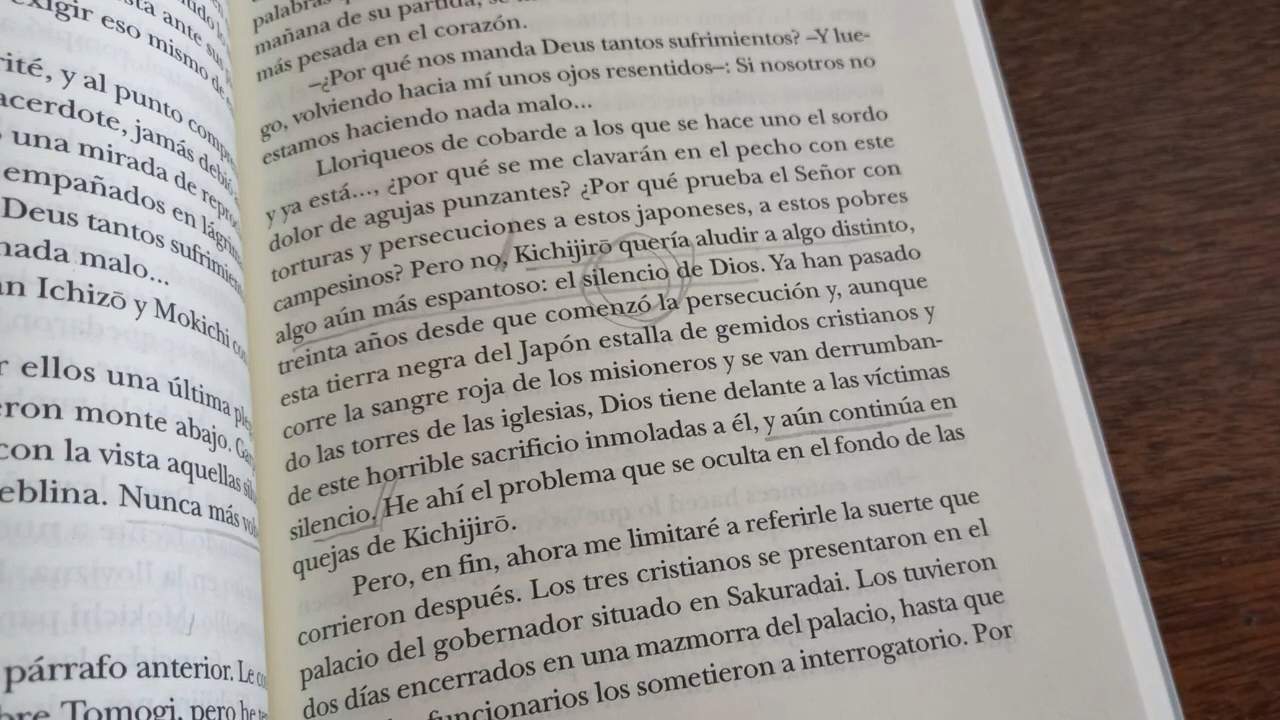 exigir eso mismo de
rité, y al punto
acerdote, jamás debió
una mirada de
empañados en
Deus tantos
nada malo...
an Ichizō y Mokichi
r ellos una última
ron monte abajo.
con la vista aquellas
eblina. Nunca más
párrafo anterior. Le
bre Tomogi, pero he
palabras
mañana de su partida,
más pesada en el corazón.
–¿Por qué nos manda Deus tantos sufrimientos? –Y lue-
go, volviendo hacia mí unos ojos resentidos–: Si nosotros no
estamos haciendo nada malo...
Lloriqueos de cobarde a los que se hace uno el sordo
y ya está..., ¿por qué se me clavarán en el pecho con este
dolor de agujas punzantes? ¿Por qué prueba el Señor con
torturas y persecuciones a estos japoneses, a estos pobres
campesinos? Pero no, Kichijirō quería aludir a algo distinto,
algo aún más espantoso: el silencio de Dios. Ya han pasado
treinta años desde que comenzó la persecución y, aunque
esta tierra negra del Japón estalla de gemidos cristianos y
corre la sangre roja de los misioneros y se van derrumban-
do las torres de las iglesias, Dios tiene delante a las víctimas
de este horrible sacrificio inmoladas a él, y aún continúa en
silencio. He ahí el problema que se oculta en el fondo de las
quejas de Kichijirō.
Pero, en fin, ahora me limitaré a referirle la suerte que
corrieron después. Los tres cristianos se presentaron en el
palacio del gobernador situado en Sakuradai. Los tuvieron
dos días encerrados en una mazmorra del palacio, hasta que
funcionarios los sometieron a interrogatorio. Por